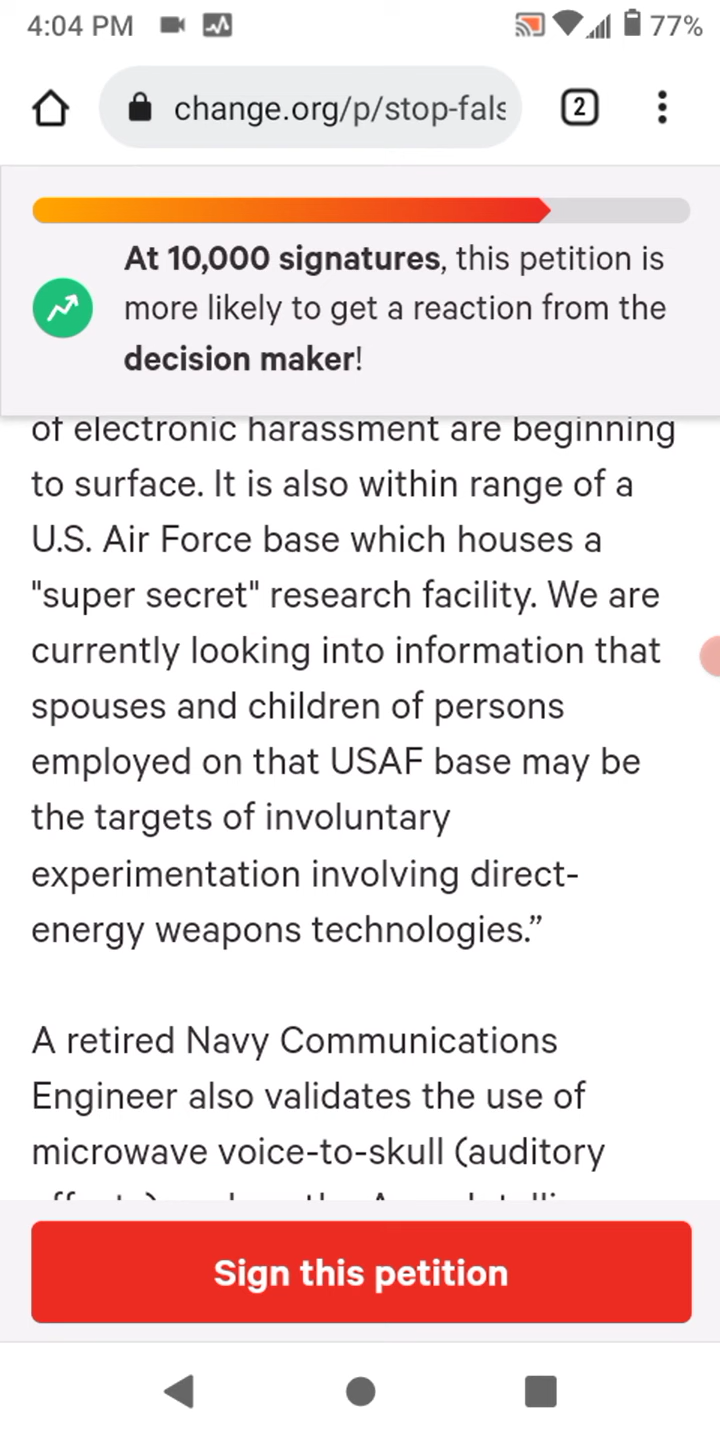 4:04 PM 77%
change.org/p/stop-fals 2
At 10,000 signatures, this petition is
more likely to get a reaction from the
decision maker!
of electronic harassment are beginning
to surface. It is also within range of a
U.S. Air Force base which houses a
"super secret" research facility. We are
currently looking into information that
spouses and children of persons
employed on that USAF base may be
the targets of involuntary
experimentation involving direct-
energy weapons technologies.”
A retired Navy Communications
Engineer also validates the use of
microwave voice-to-skull (auditory
Sign this petition